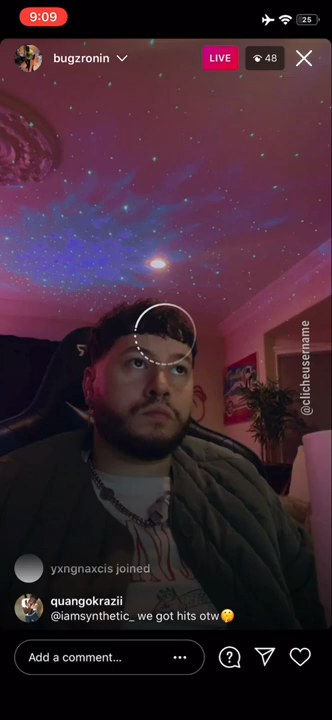 9:09
25
bugzronin
LIVE
48
@clicheusername
yxngnaxcis joined
quangokrazii
@iamsynthetic_ we got hits otw🤫
Add a comment...